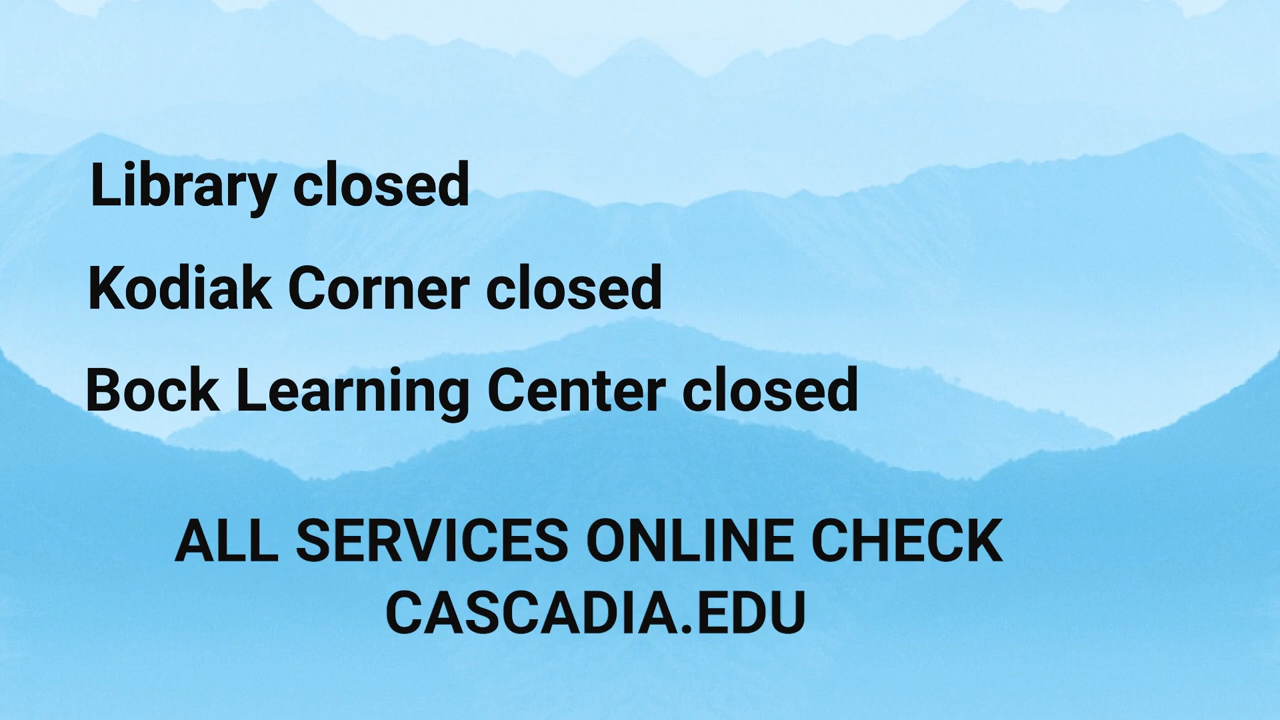 Library closed
Kodiak Corner closed
Bock Learning Center closed
ALL SERVICES ONLINE CHECK
CASCADIA.EDU